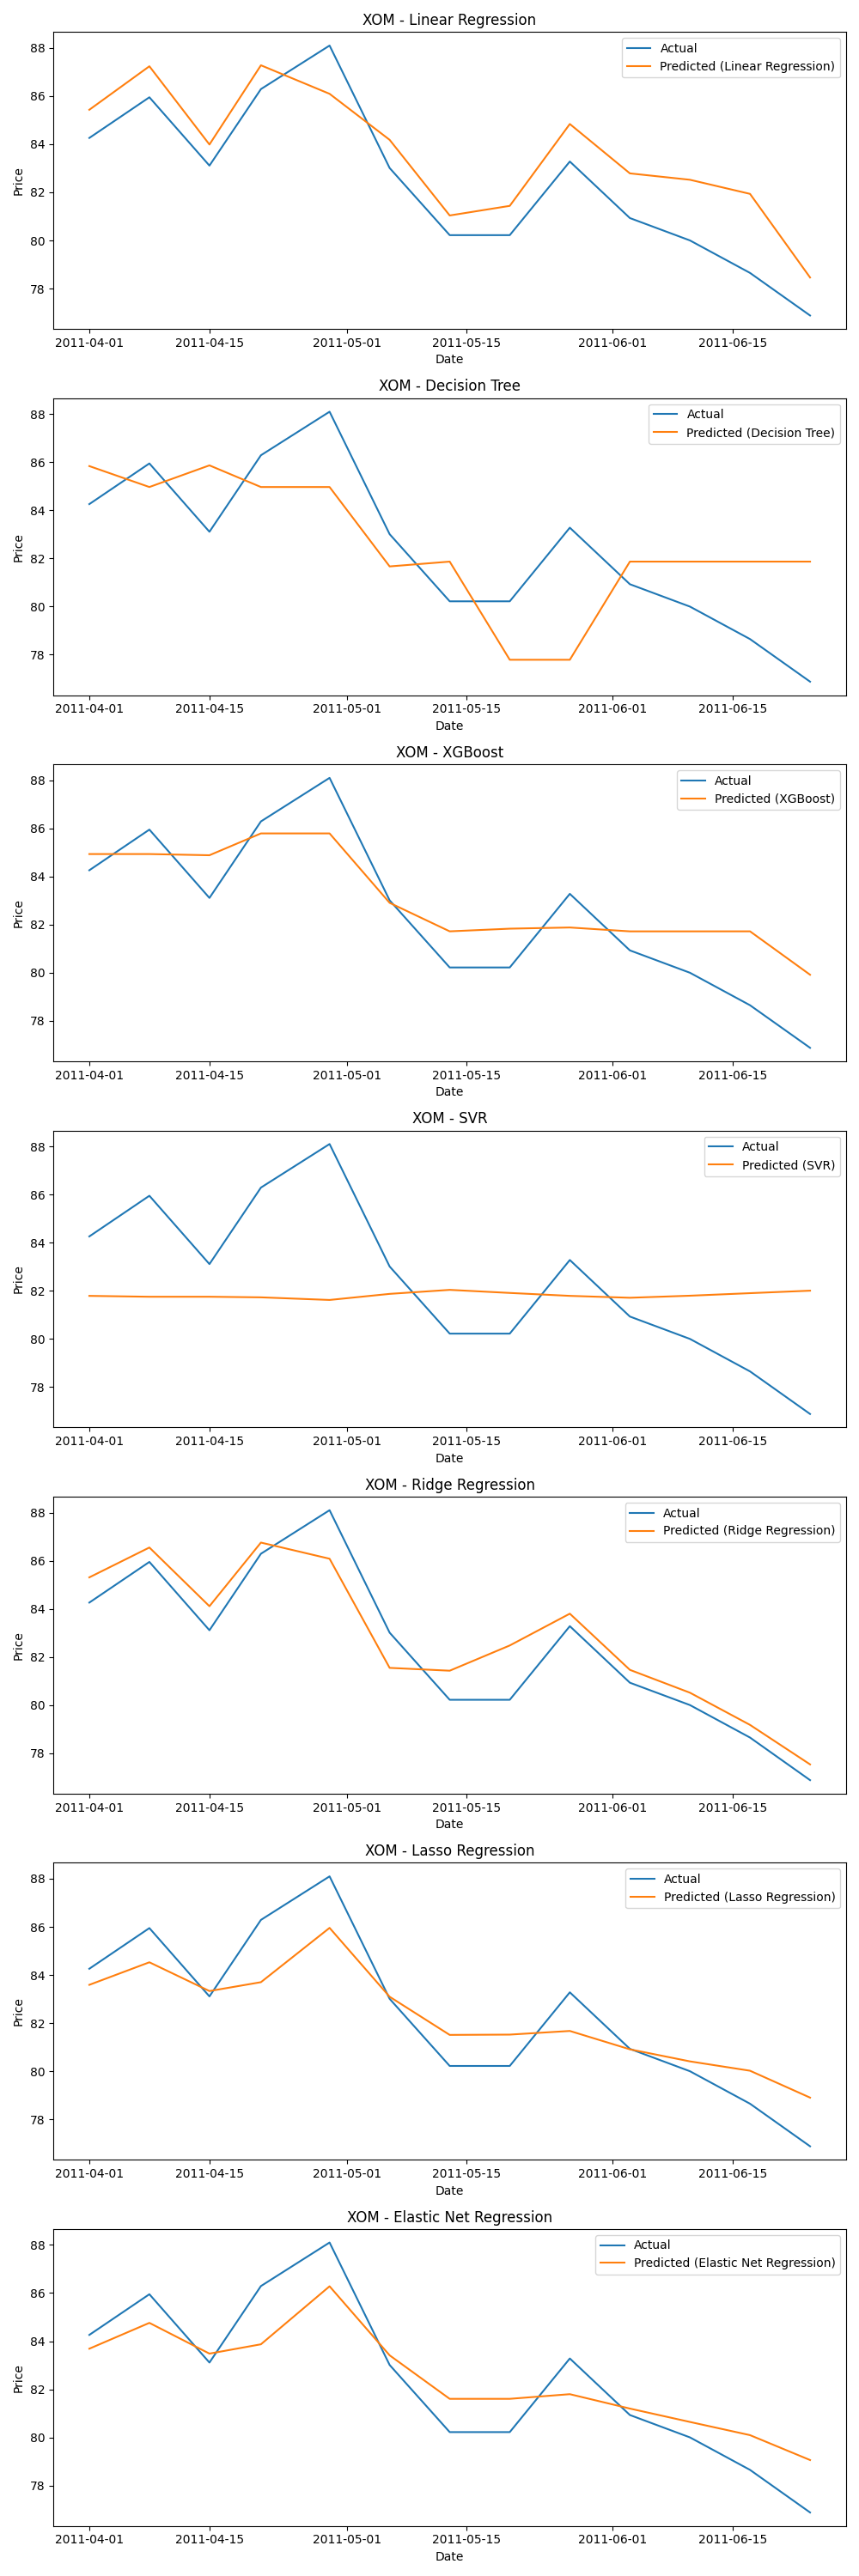 XOM - Linear Regression
Actual
Predicted (Linear Regression)
88
86
84
82
80
78
Price
2011-04-01 2011-04-15 2011-05-01 2011-05-15 2011-06-01 2011-06-15
Date
XOM - Decision Tree
Actual
Predicted (Decision Tree)
88
86
84
82
80
78
Price
2011-04-01 2011-04-15 2011-05-01 2011-05-15 2011-06-01 2011-06-15
Date
XOM - XGBoost
Actual
Predicted (XGBoost)
88
86
84
82
80
78
Price
2011-04-01 2011-04-15 2011-05-01 2011-05-15 2011-06-01 2011-06-15
Date
XOM - SVR
Actual
Predicted (SVR)
88
86
84
82
80
78
Price
2011-04-01 2011-04-15 2011-05-01 2011-05-15 2011-06-01 2011-06-15
Date
XOM - Ridge Regression
Actual
Predicted (Ridge Regression)
88
86
84
82
80
78
Price
2011-04-01 2011-04-15 2011-05-01 2011-05-15 2011-06-01 2011-06-15
Date
XOM - Lasso Regression
Actual
Predicted (Lasso Regression)
88
86
84
82
80
78
Price
2011-04-01 2011-04-15 2011-05-01 2011-05-15 2011-06-01 2011-06-15
Date
XOM - Elastic Net Regression
Actual
Predicted (Elastic Net Regression)
88
86
84
82
80
78
Price
2011-04-01 2011-04-15 2011-05-01 2011-05-15 2011-06-01 2011-06-15
Date